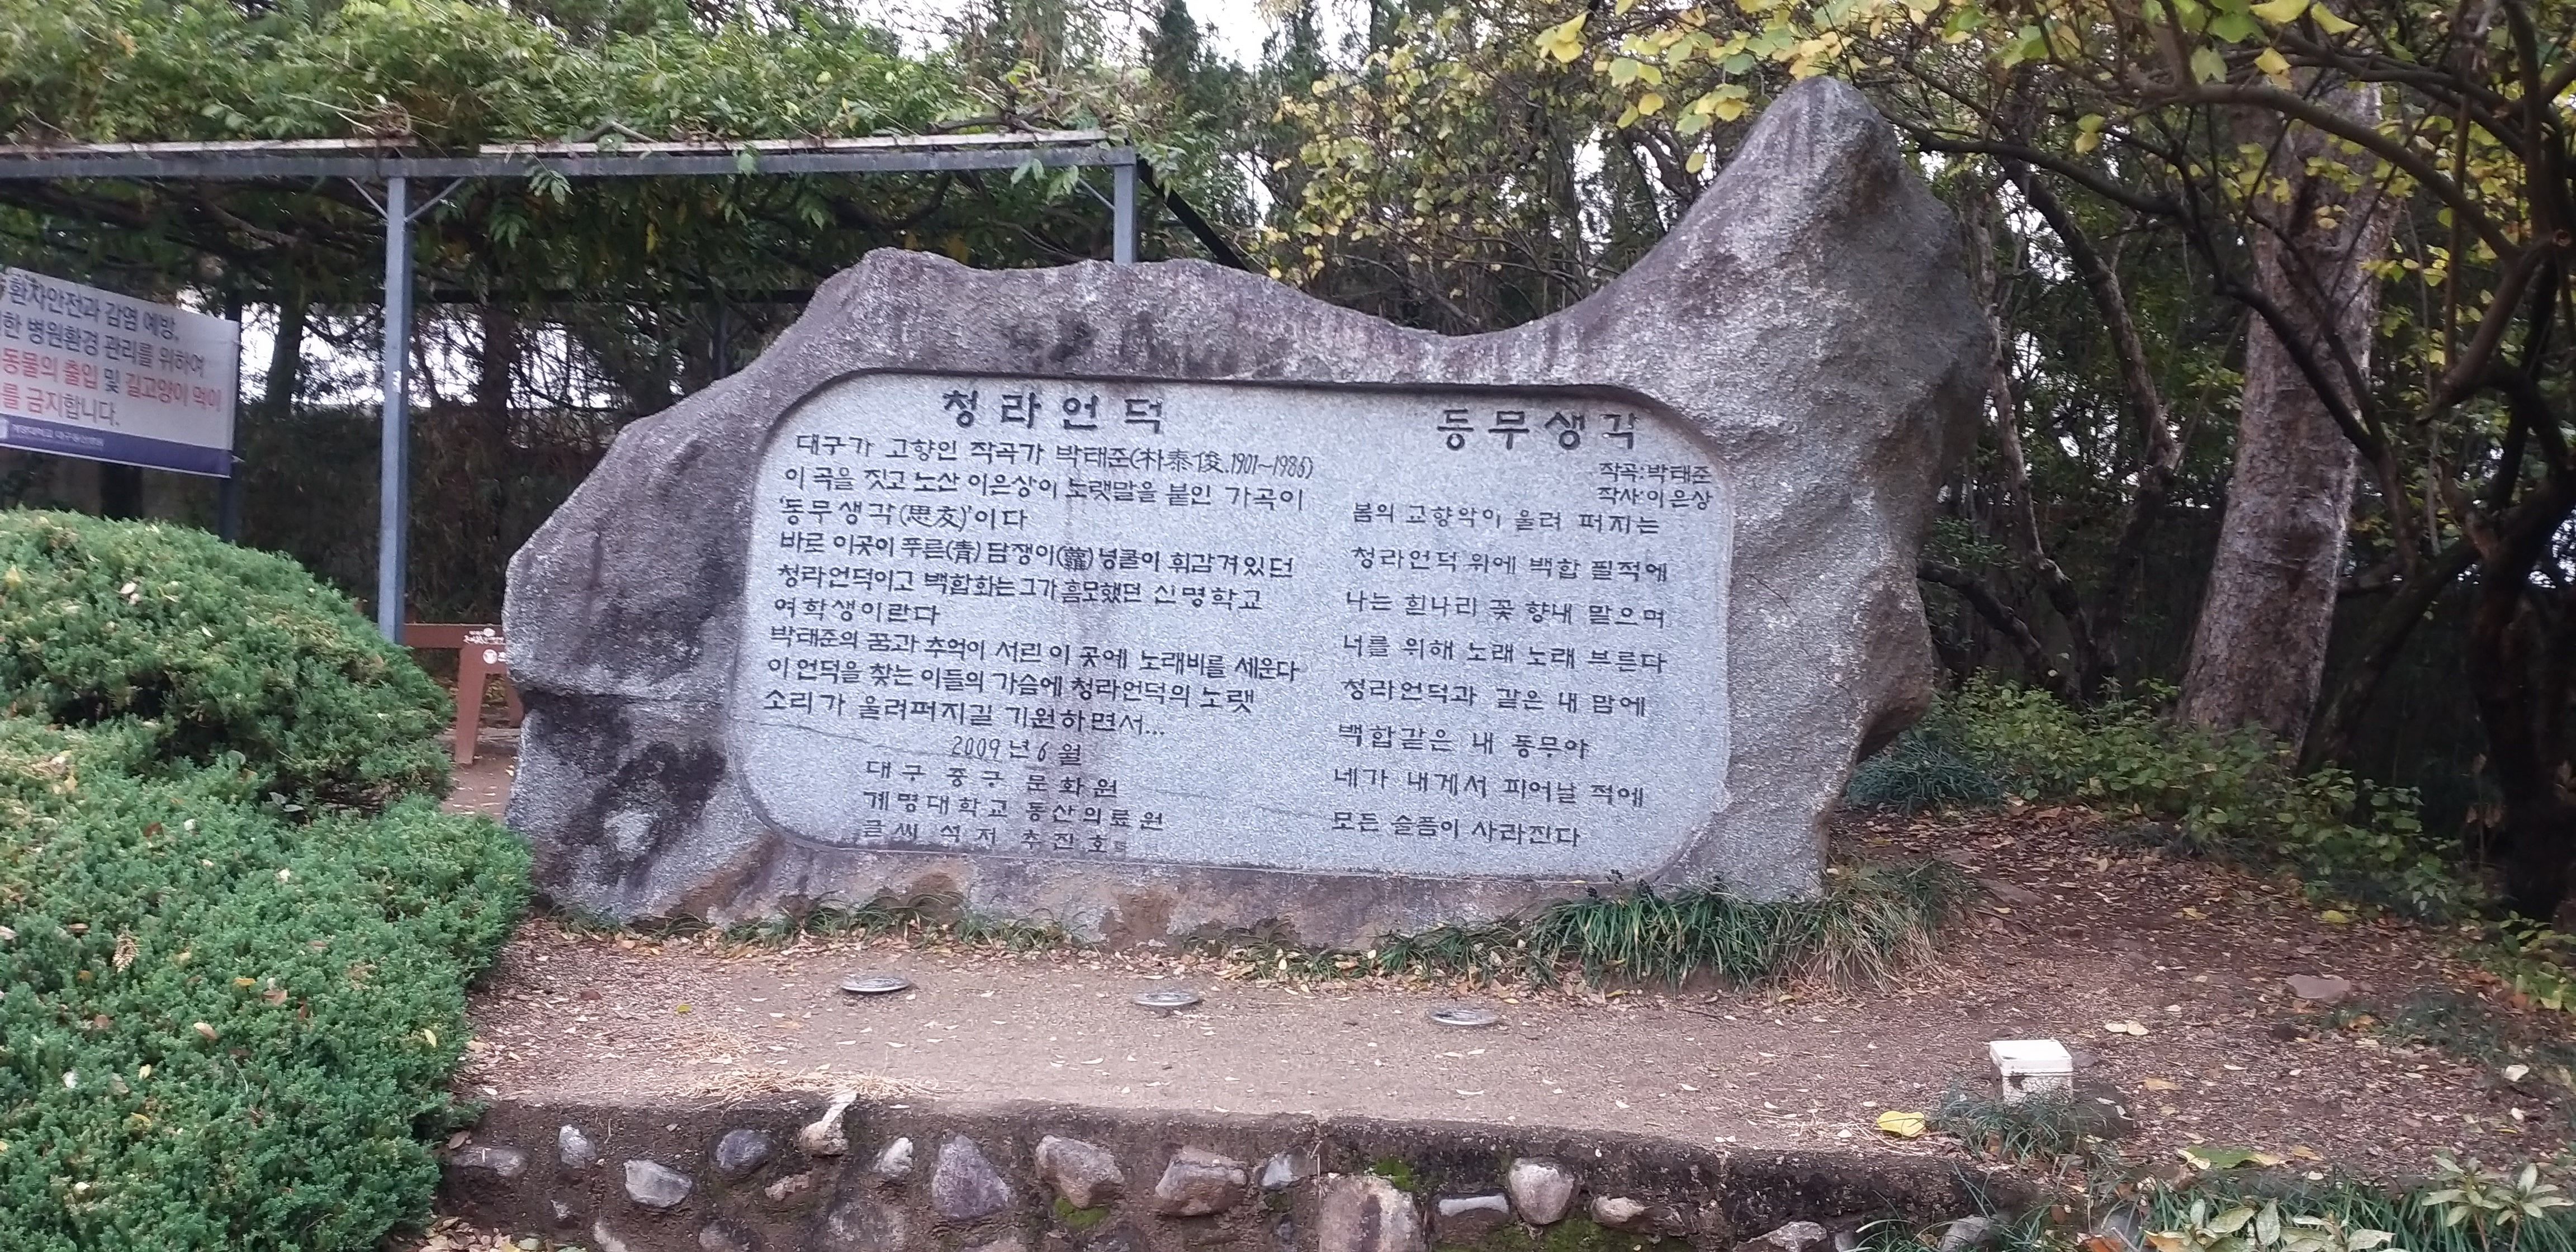 환자안전과 감염 예방,
병원환경 관리를 위하여
동물의 출입 및 길고양이 먹이
금지합니다.
계명대학교 대구동산병원
청라언덕
대구가 고향인 작곡가 박태준(朴泰俊.1901~1986)
이 곡을 짓고 노산 이은상이 노랫말을 붙인 가곡이
'동무생각(思友)'이다
바로 이곳이 푸른(靑) 담쟁이(蘿) 넝쿨이 휘감겨있던
청라언덕이고 백합화는 그가 흠모했던 신명학교
여학생이란다
박태준의 꿈과 추억이 서린 이 곳에 노래비를 세운다
이 언덕을 찾는 이들의 가슴에 청라언덕의 노랫
소리가 울려퍼지길 기원하면서...
2009년 6월
대구 중구 문화원
계명대학교 동산의료원
글씨 석저 추진호
동무생각
작곡:박태준
작사:이은상
봄의 교향악이 울려 퍼지는
청라언덕 위에 백합 필적에
나는 흰나리 꽃 향내 맡으며
너를 위해 노래 노래 부른다
청라언덕과 같은 내 맘에
백합같은 내 동무야
네가 내게서 피어날 적에
모든 슬픔이 사라진다